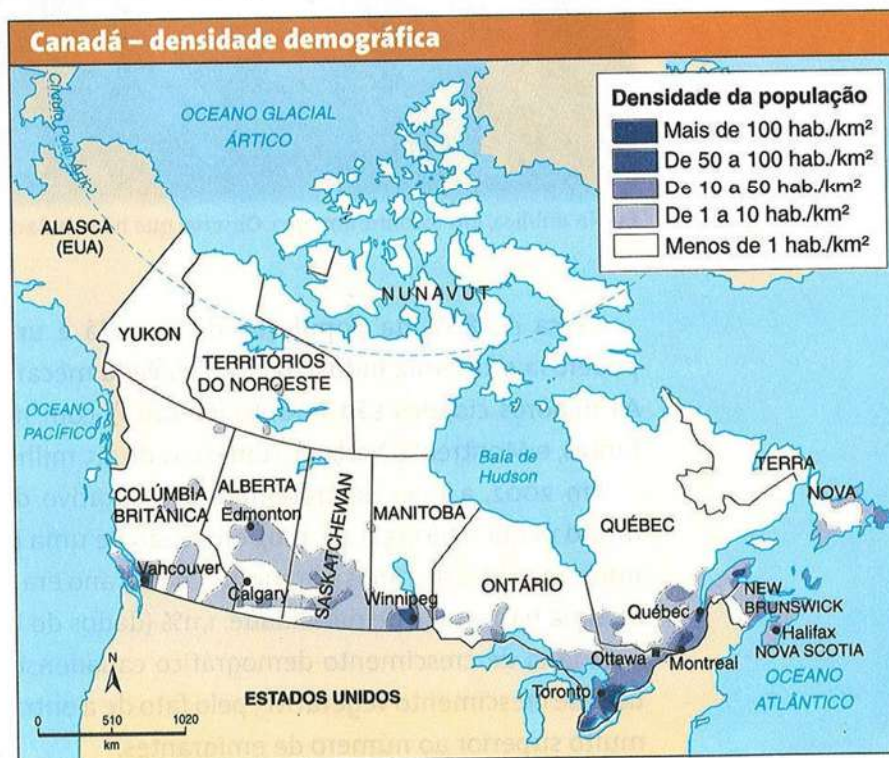 Canadá – densidade demográfica
Densidade da população
Mais de 100 hab./km²
De 50 a 100 hab./km²
De 10 a 50 hab./km²
De 1 a 10 hab./km²
Menos de 1 hab./km²
OCEANO GLACIAL
ÁRTICO
ALASCA
(EUA)
NUNAVUT
YUKON
TERRITÓRIOS
DO NOROESTE
OCEANO
PACÍFICO
Baía de
Hudson
TERRA
NOVA
COLÚMBIA
BRITÂNICA
ALBERTA
Edmonton
SASKATCHEWAN
MANITOBA
QUÉBEC
ONTÁRIO
Vancouver
Calgary
Winnipeg
Québec
NEW
BRUNSWICK
Halifax
NOVA SCOTIA
Ottawa
Montreal
Toronto
OCEANO
ATLÂNTICO
ESTADOS UNIDOS
N
0 510 1020
km